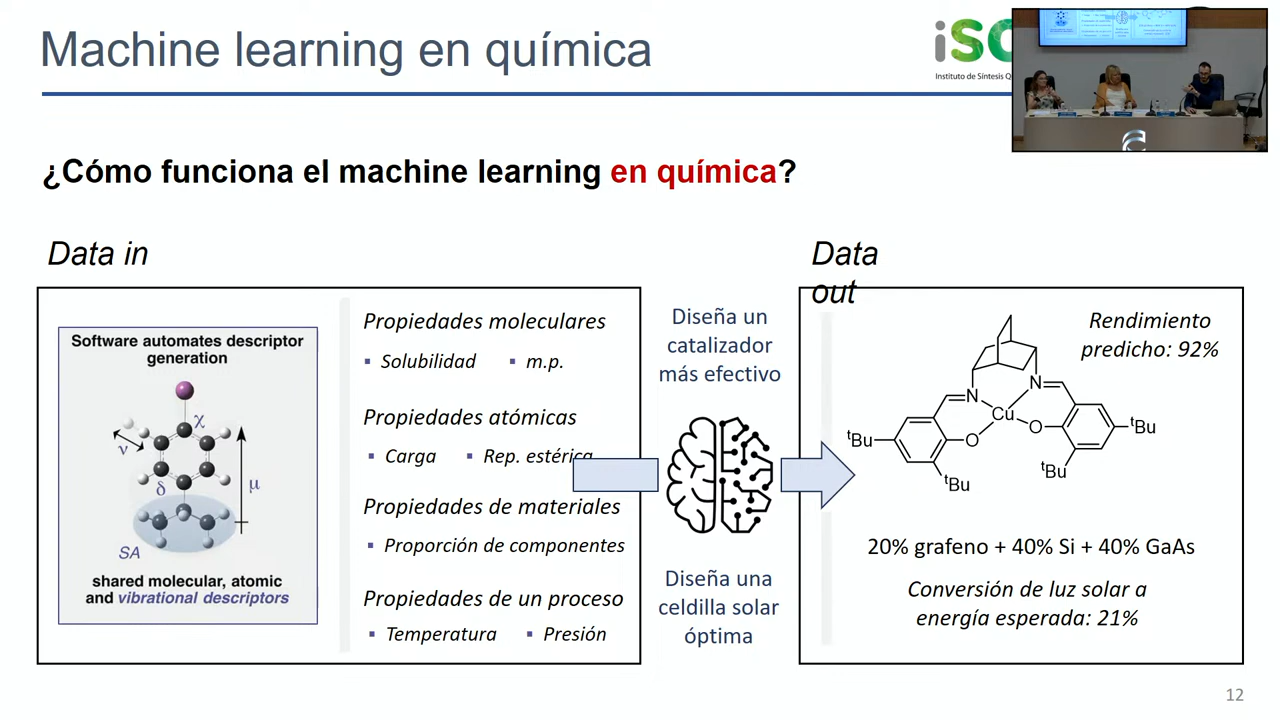 Machine learning en química
iSO
Instituto de Síntesis Q
¿Cómo funciona el machine learning en química?
Data in
Software automates descriptor
generation
χ
ν
δ
μ
SA
shared molecular, atomic
and vibrational descriptors
Propiedades moleculares
▪ Solubilidad ▪ m.p.
Propiedades atómicas
▪ Carga ▪ Rep. estérica
Propiedades de materiales
▪ Proporción de componentes
Propiedades de un proceso
▪ Temperatura ▪ Presión
Diseña un
catalizador
más efectivo
Diseña una
celdilla solar
óptima
Data
out
Rendimiento
predicho: 92%
N
N
Cu
O
O
tBu
tBu
tBu
tBu
20% grafeno + 40% Si + 40% GaAs
Conversión de luz solar a
energía esperada: 21%
12